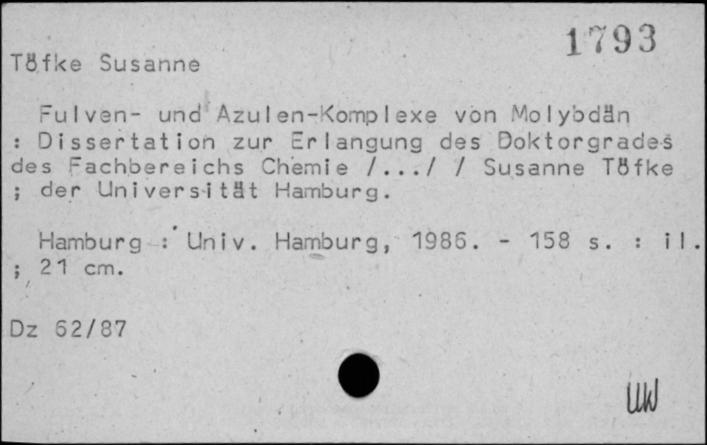 1793
Töfke Susanne
Fulven- und Azulen-Komplexe von Molybdän
: Dissertation zur Erlangung des Doktorgrades
des Fachbereichs Chemie /.../ / Susanne Töfke
; der Universität Hamburg.
Hamburg : Univ. Hamburg, 1986. - 158 s. : il.
; 21 cm.
Dz 62/87
UW